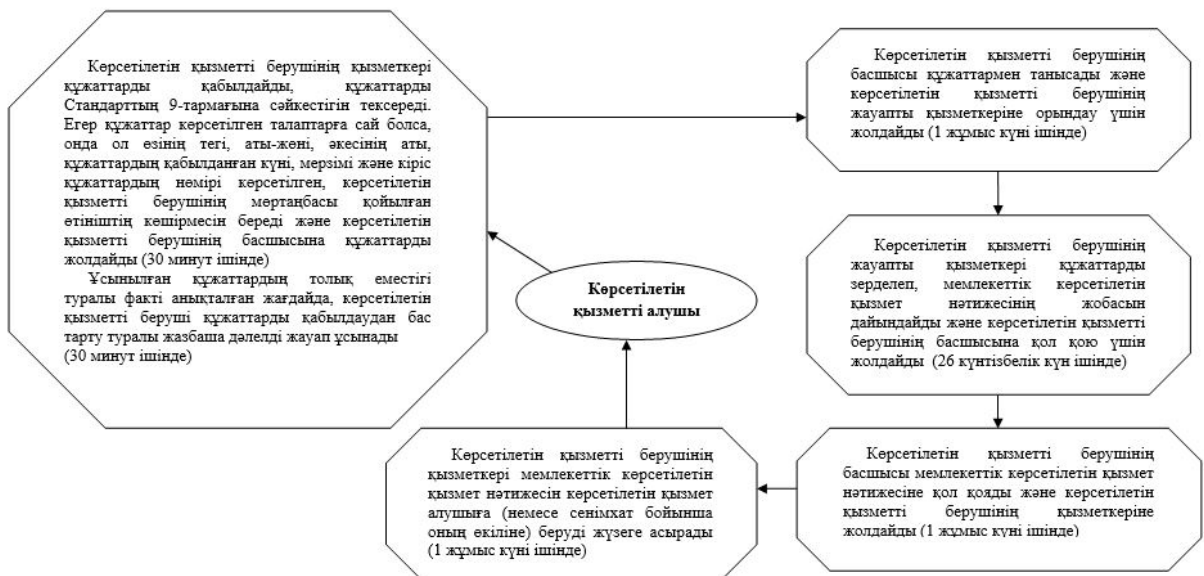 Көрсетілетін қызметті берушінің қызметкері
құжаттарды қабылдайды, құжаттарды
Стандарттың 9-тармағына сәйкестігін тексереді.
Егер құжаттар көрсетілген талаптарға сай болса,
онда ол өзінің тегі, аты-жөні, әкесінің аты,
құжаттардың қабылданған күні, мерзімі және кіріс
құжаттардың нөмірі көрсетілген, көрсетілетін
қызметті берушінің мөртаңбасы қойылған
өтініштің көшірмесін береді және көрсетілетін
қызметті берушінің басшысына құжаттарды
жолдайды (30 минут ішінде)
Ұсынылған құжаттардың толық еместігі
туралы факті анықталған жағдайда, көрсетілетін
қызметті беруші құжаттарды қабылдаудан бас
тарту туралы жазбаша дәлелді жауап ұсынады
(30 минут ішінде)
Көрсетілетін қызметті берушінің
басшысы құжаттармен танысады және
көрсетілетін қызметті берушінің
жауапты қызметкеріне орындау үшін
жолдайды (1 жұмыс күні ішінде)
Көрсетілетін қызметті берушінің
жауапты қызметкері құжаттарды
зерделеп, мемлекеттік көрсетілетін
қызмет нәтижесінің жобасын
дайындайды және көрсетілетін қызметті
берушінің басшысына қол қою үшін
жолдайды (26 күнтізбелік күн ішінде)
Көрсетілетін қызметті берушінің
басшысы мемлекеттік көрсетілетін қызмет
нәтижесіне қол қояды және көрсетілетін
қызметті берушінің қызметкеріне
жолдайды (1 жұмыс күні ішінде)
Көрсетілетін қызметті берушінің
қызметкері мемлекеттік көрсетілетін
қызмет нәтижесін көрсетілетін қызмет
алушыға (немесе сенімхат бойынша
оның өкіліне) беруді жүзеге асырады
(1 жұмыс күні ішінде)
Көрсетілетін
қызметті алушы